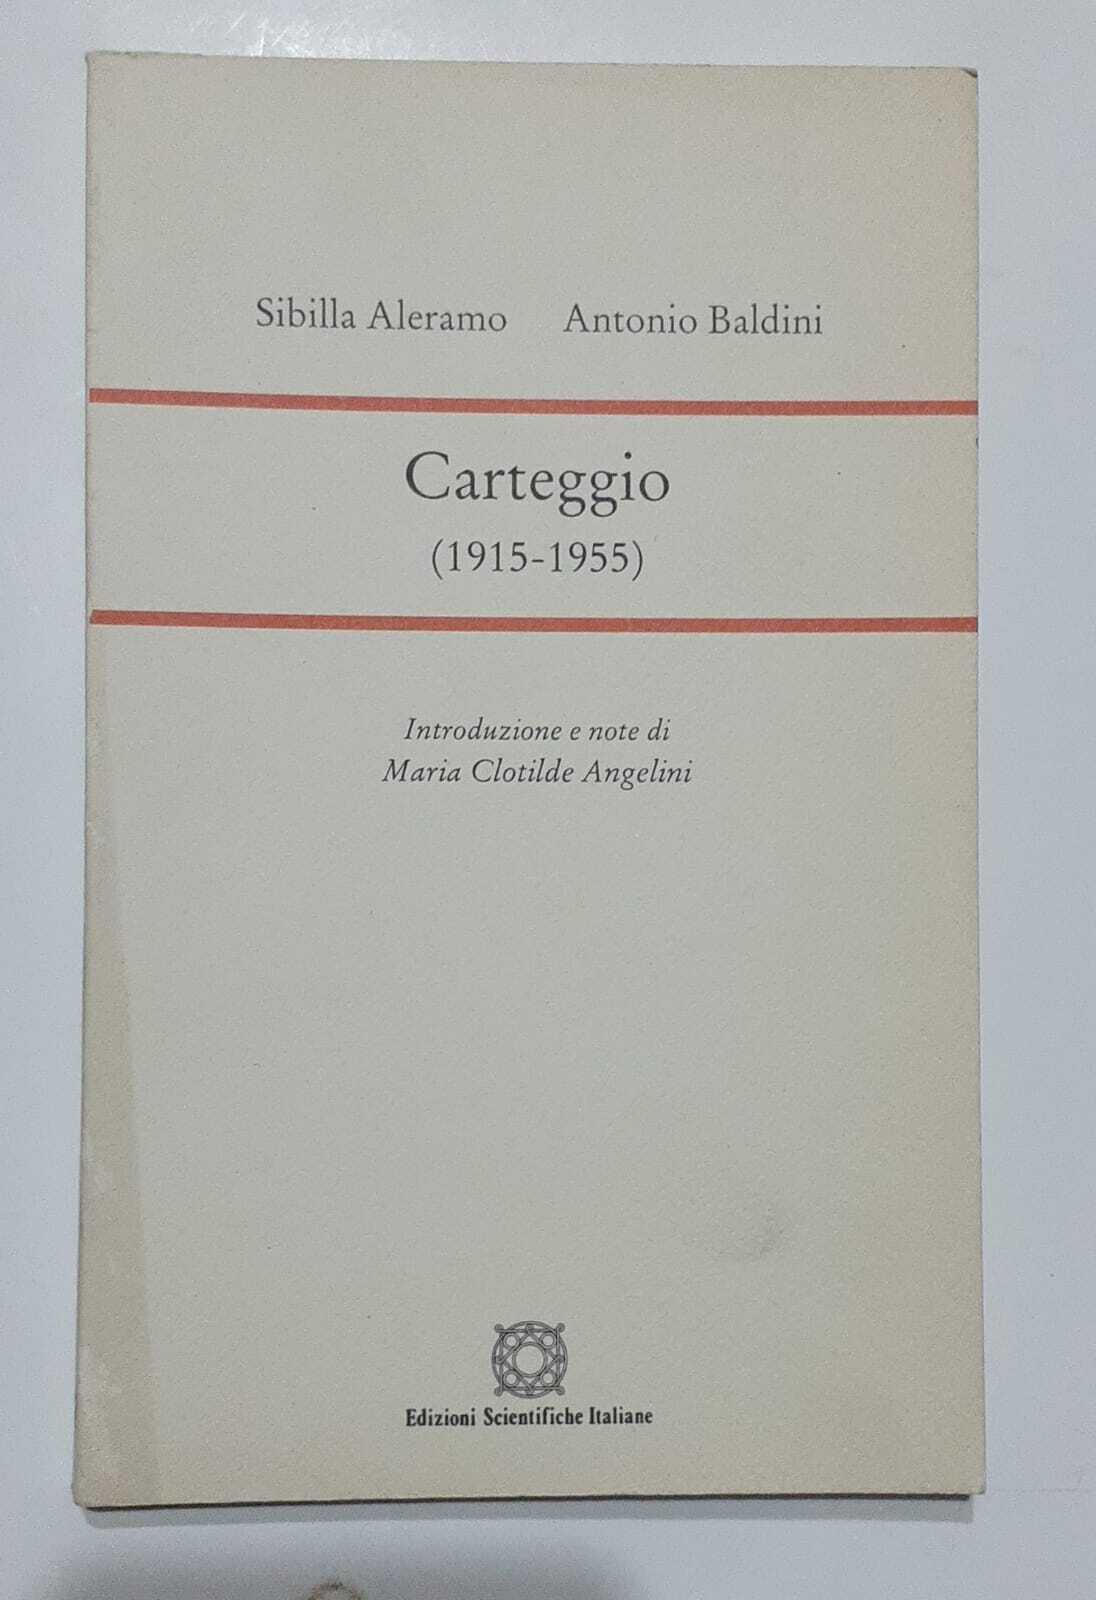 Sibilla Aleramo Antonio Baldini
Carteggio
(1915-1955)
Introduzione e note di
Maria Clotilde Angelini
Edizioni Scientifiche Italiane